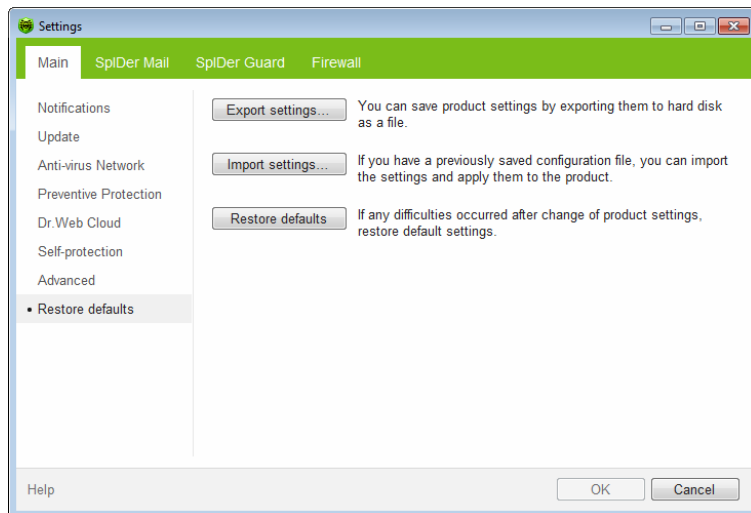 Settings
Main SpIDer Mail SpIDer Guard Firewall
Notifications
Update
Anti-virus Network
Preventive Protection
Dr.Web Cloud
Self-protection
Advanced
• Restore defaults
Export settings...
You can save product settings by exporting them to hard disk
as a file.
Import settings...
If you have a previously saved configuration file, you can import
the settings and apply them to the product.
Restore defaults
If any difficulties occurred after change of product settings,
restore default settings.
Help
OK
Cancel